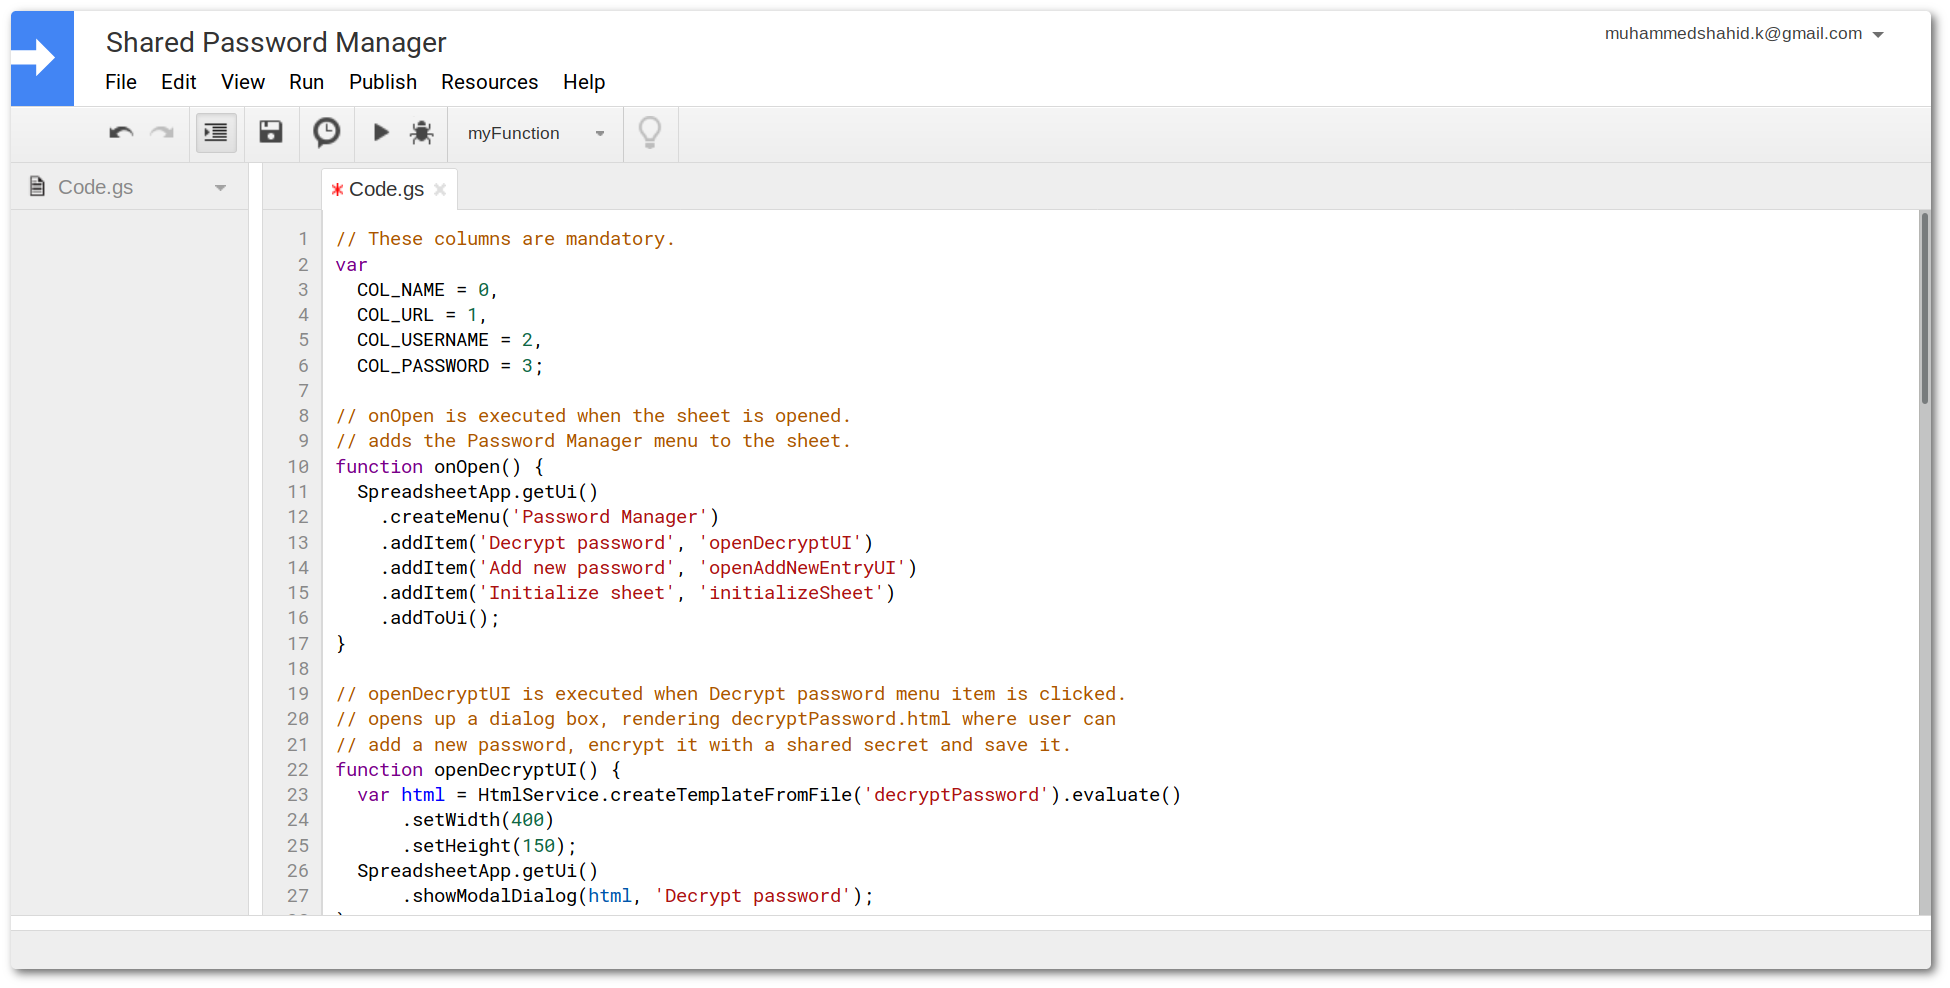 Shared Password Manager
muhammedshahid.k@gmail.com
File Edit View Run Publish Resources Help
myFunction
Code.gs
* Code.gs ×
1 // These columns are mandatory.
2 var
3   COL_NAME = 0,
4   COL_URL = 1,
5   COL_USERNAME = 2,
6   COL_PASSWORD = 3;
7
8 // onOpen is executed when the sheet is opened.
9 // adds the Password Manager menu to the sheet.
10 function onOpen() {
11   SpreadsheetApp.getUi()
12     .createMenu('Password Manager')
13     .addItem('Decrypt password', 'openDecryptUI')
14     .addItem('Add new password', 'openAddNewEntryUI')
15     .addItem('Initialize sheet', 'initializeSheet')
16     .addToUi();
17 }
18
19 // openDecryptUI is executed when Decrypt password menu item is clicked.
20 // opens up a dialog box, rendering decryptPassword.html where user can
21 // add a new password, encrypt it with a shared secret and save it.
22 function openDecryptUI() {
23   var html = HtmlService.createTemplateFromFile('decryptPassword').evaluate()
24       .setWidth(400)
25       .setHeight(150);
26   SpreadsheetApp.getUi()
27       .showModalDialog(html, 'Decrypt password');